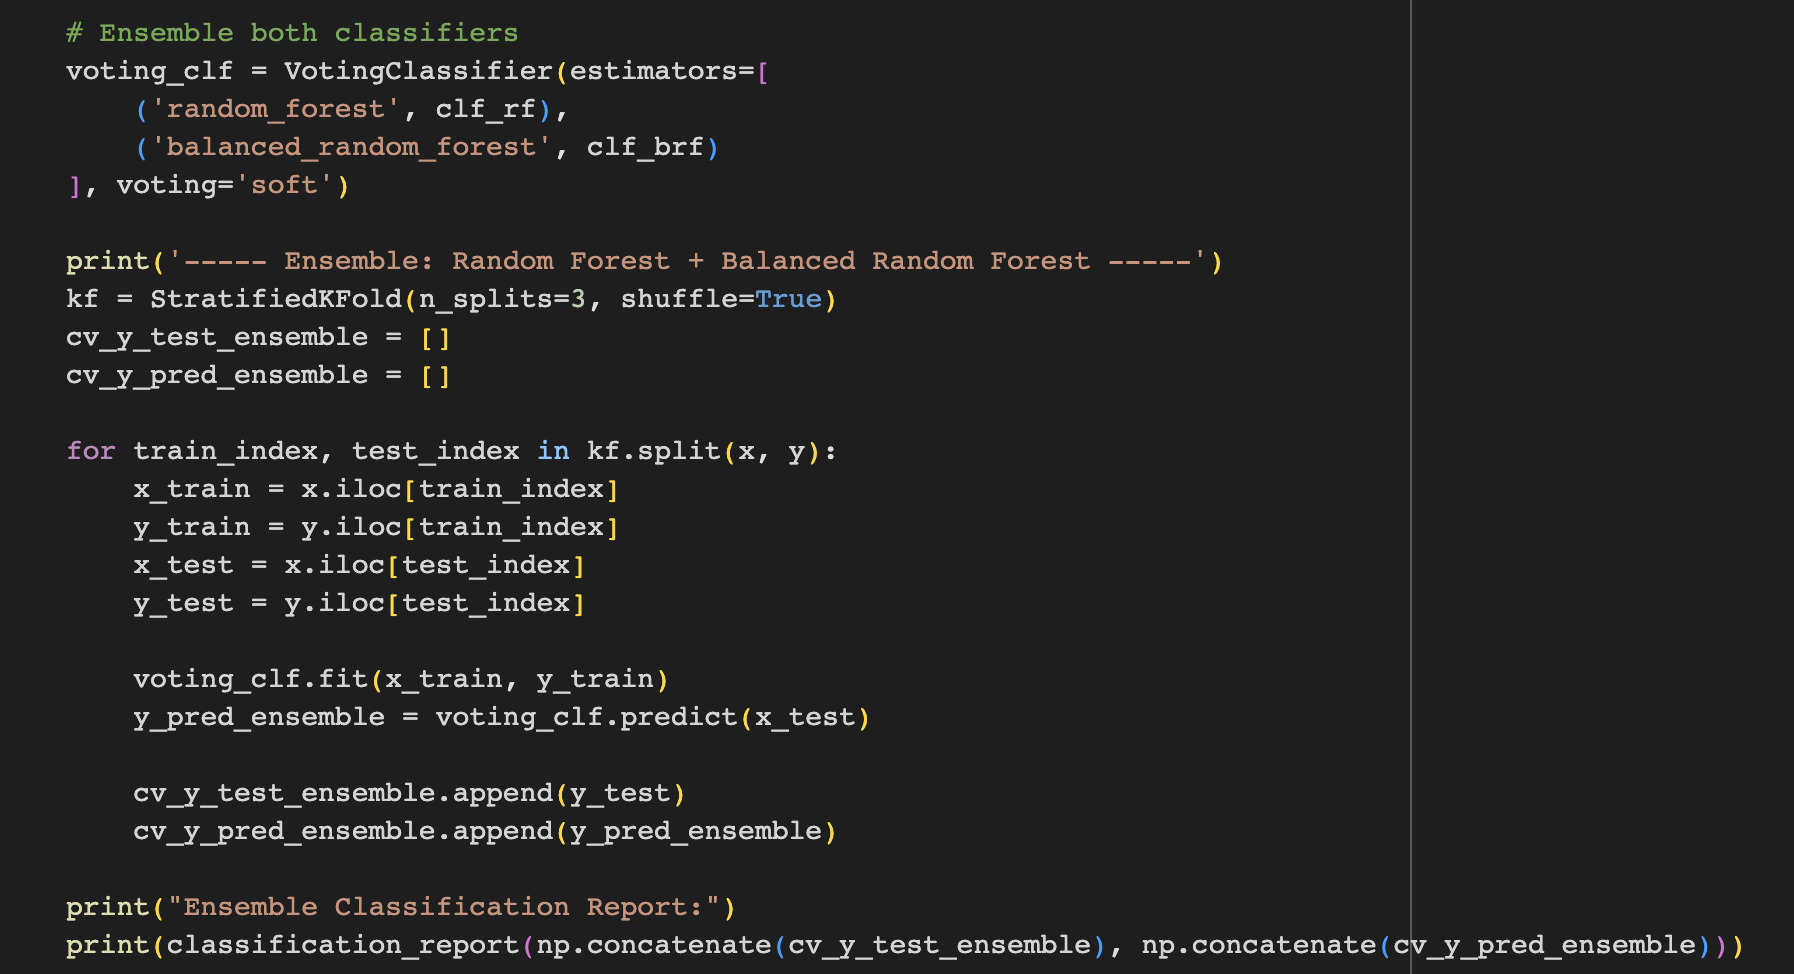 # Ensemble both classifiers
voting_clf = VotingClassifier(estimators=[
    ('random_forest', clf_rf),
    ('balanced_random_forest', clf_brf)
], voting='soft')

print('----- Ensemble: Random Forest + Balanced Random Forest -----')
kf = StratifiedKFold(n_splits=3, shuffle=True)
cv_y_test_ensemble = []
cv_y_pred_ensemble = []

for train_index, test_index in kf.split(x, y):
    x_train = x.iloc[train_index]
    y_train = y.iloc[train_index]
    x_test = x.iloc[test_index]
    y_test = y.iloc[test_index]

    voting_clf.fit(x_train, y_train)
    y_pred_ensemble = voting_clf.predict(x_test)

    cv_y_test_ensemble.append(y_test)
    cv_y_pred_ensemble.append(y_pred_ensemble)

print("Ensemble Classification Report:")
print(classification_report(np.concatenate(cv_y_test_ensemble), np.concatenate(cv_y_pred_ensemble)))